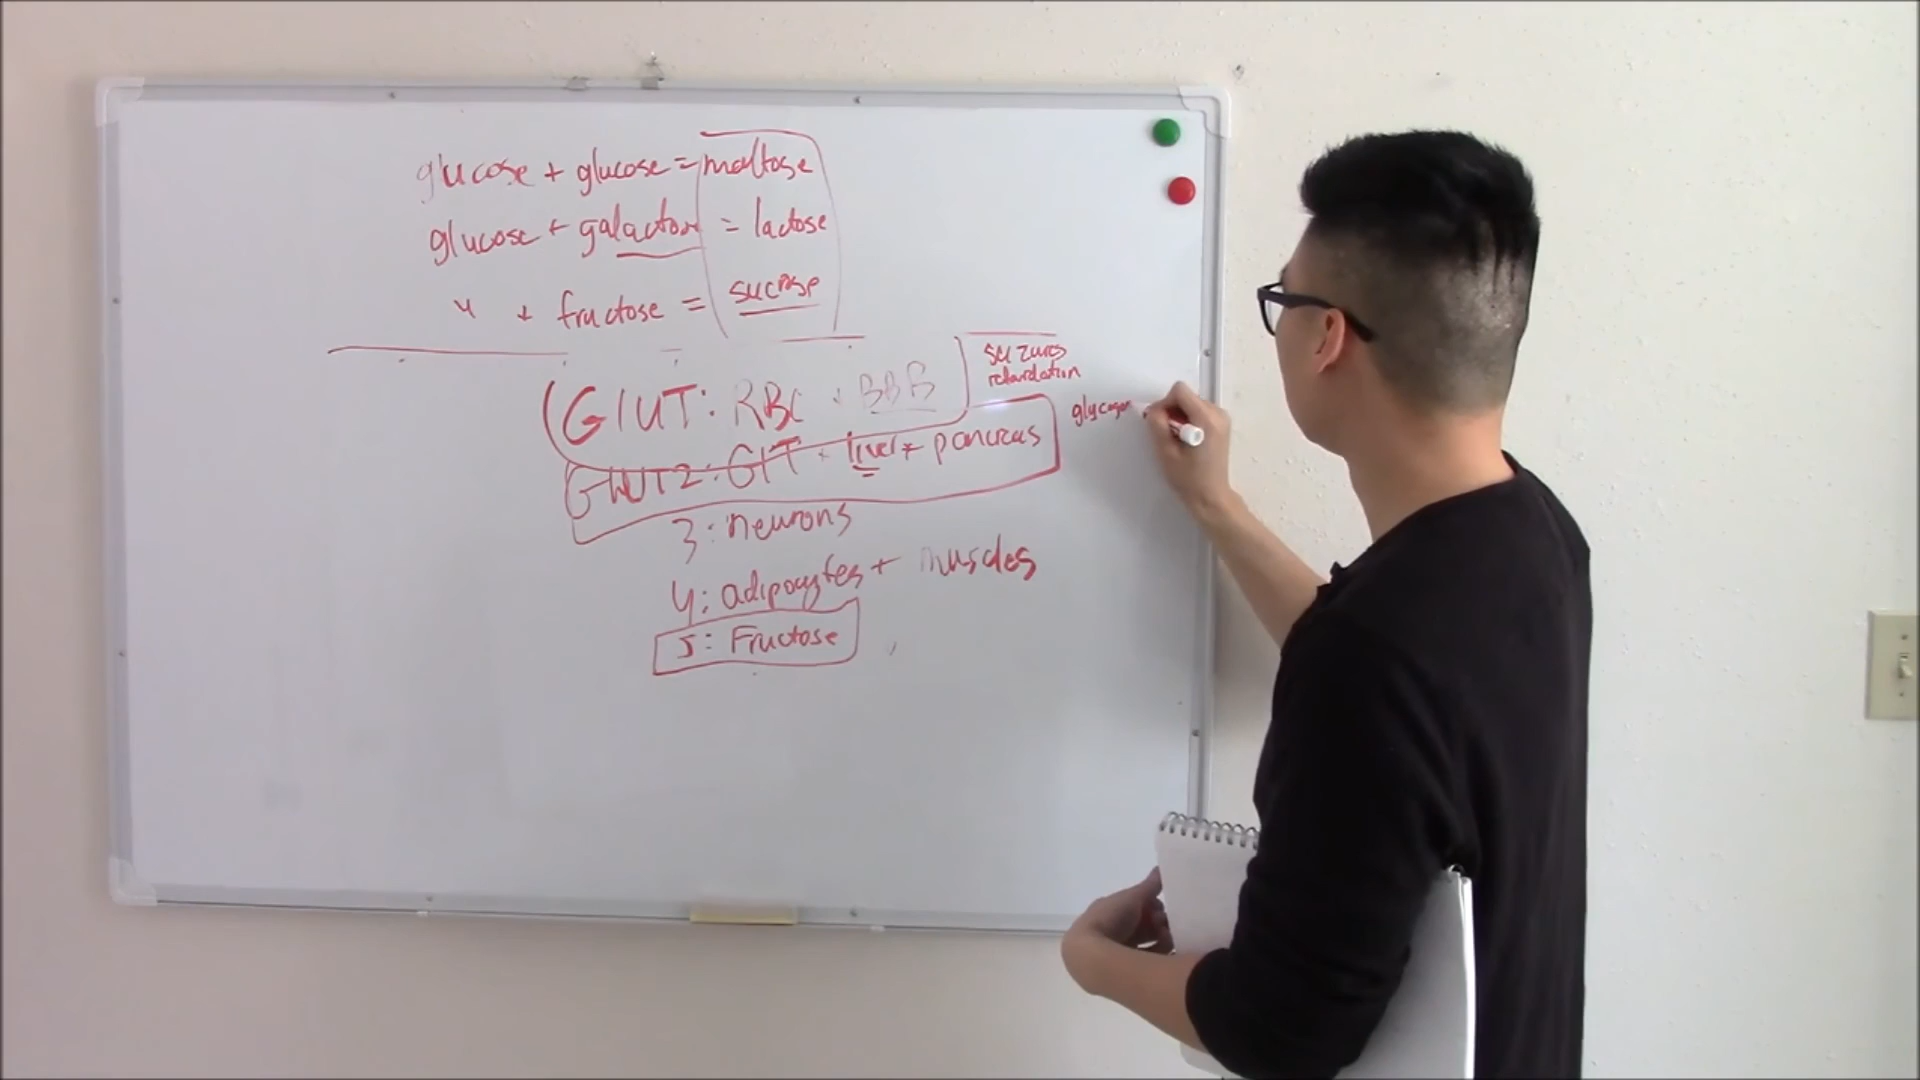 glucose + glucose = maltose
glucose + galactose = lactose
" + fructose = sucrose
seizures
retardation
GlUT: RBC + BBB
glycogen
GLUT2: GIT + liver + pancreas
3: neurons
4: adipocytes + muscles
5: Fructose